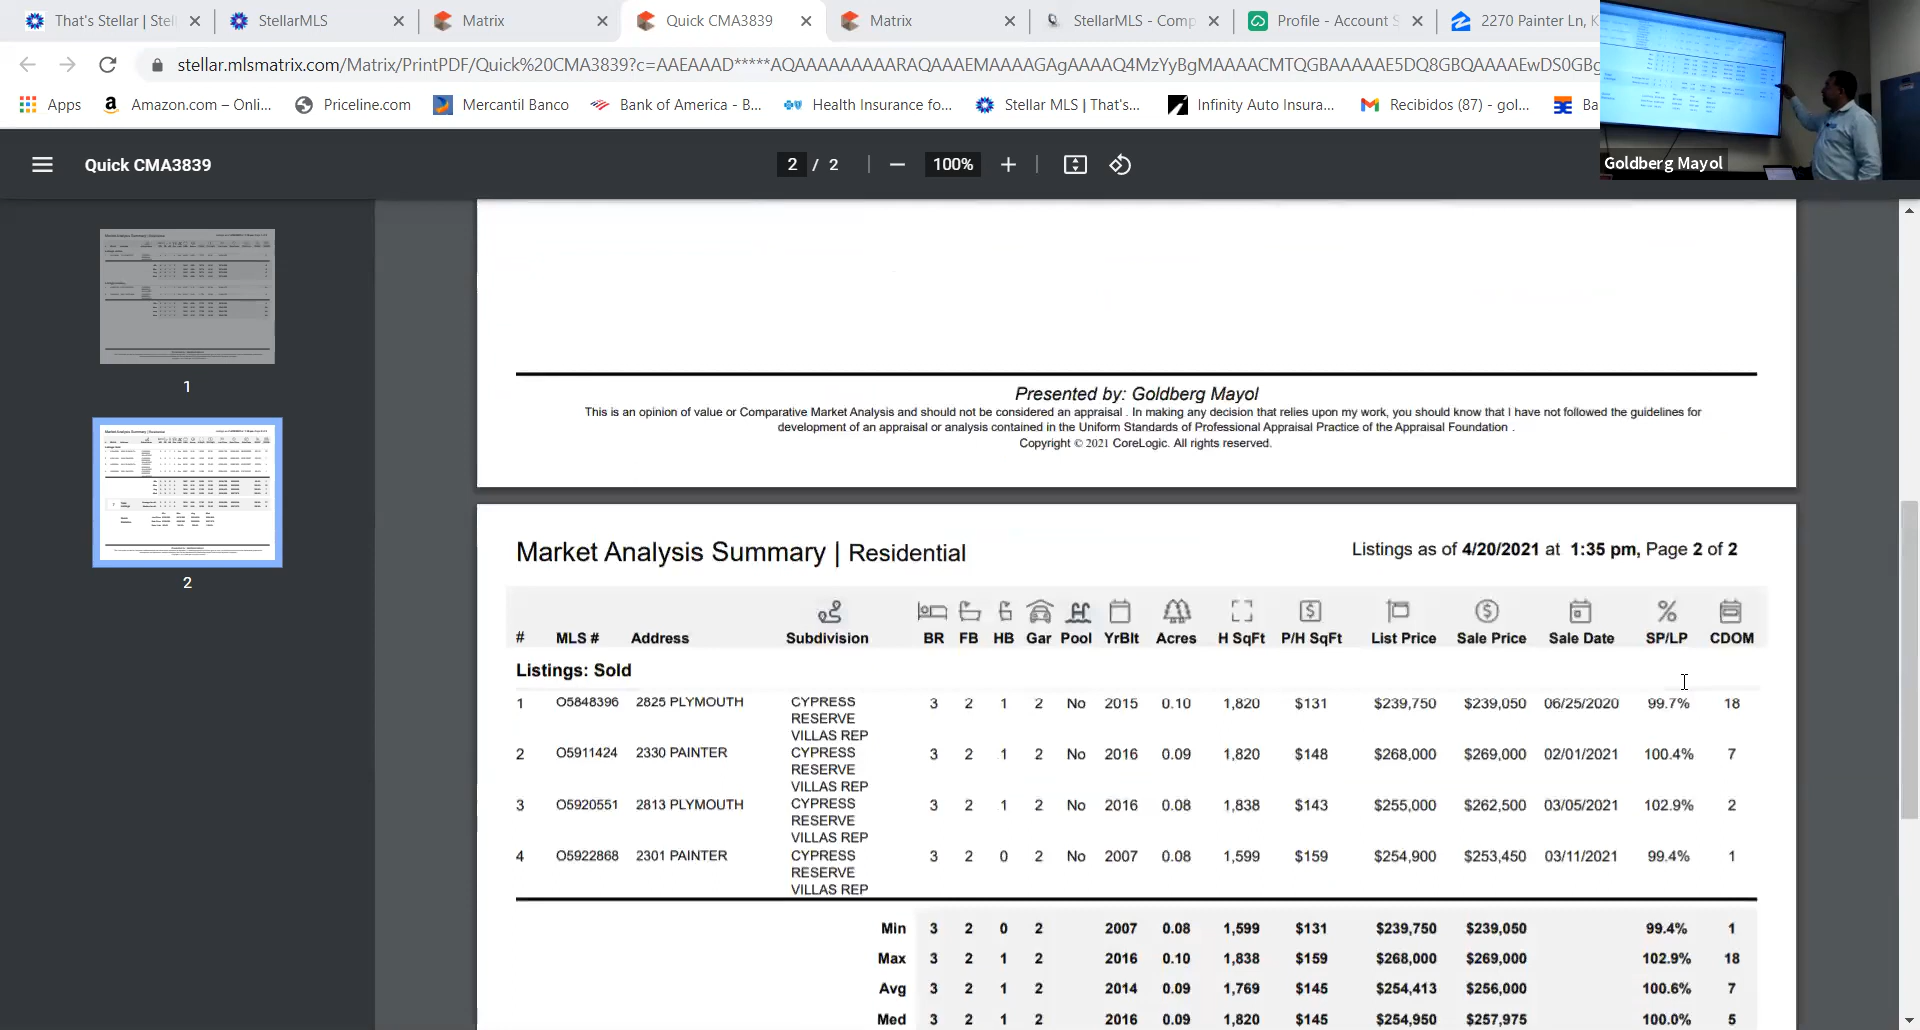 That's Stellar | Stel
StellarMLS
Matrix
Quick CMA3839
Matrix
StellarMLS - Comp
Profile - Account S
2270 Painter Ln, K
stellar.mlsmatrix.com/Matrix/PrintPDF/Quick%20CMA3839?c=AAEAAAD*****AQAAAAAAAAARAQAAAEMAAAAGAgAAAAQ4MzYyBgMAAAACMTQGBAAAAAE5DQ8GBQAAAAEwDS0GBg
Apps
Amazon.com – Onli...
Priceline.com
Mercantil Banco
Bank of America - B...
Health Insurance fo...
Stellar MLS | That's...
Infinity Auto Insura...
Recibidos (87) - gol...
Ba
Goldberg Mayol
Quick CMA3839
2 / 2
100%
1
2
Presented by: Goldberg Mayol
This is an opinion of value or Comparative Market Analysis and should not be considered an appraisal . In making any decision that relies upon my work, you should know that I have not followed the guidelines for
development of an appraisal or analysis contained in the Uniform Standards of Professional Appraisal Practice of the Appraisal Foundation .
Copyright © 2021 CoreLogic. All rights reserved.
Market Analysis Summary | Residential
Listings as of 4/20/2021 at 1:35 pm, Page 2 of 2
# MLS # Address Subdivision BR FB HB Gar Pool YrBlt Acres H SqFt P/H SqFt List Price Sale Price Sale Date SP/LP CDOM
Listings: Sold
1 O5848396 2825 PLYMOUTH CYPRESS 3 2 1 2 No 2015 0.10 1,820 $131 $239,750 $239,050 06/25/2020 99.7% 18
RESERVE
VILLAS REP
2 O5911424 2330 PAINTER CYPRESS 3 2 1 2 No 2016 0.09 1,820 $148 $268,000 $269,000 02/01/2021 100.4% 7
RESERVE
VILLAS REP
3 O5920551 2813 PLYMOUTH CYPRESS 3 2 1 2 No 2016 0.08 1,838 $143 $255,000 $262,500 03/05/2021 102.9% 2
RESERVE
VILLAS REP
4 O5922868 2301 PAINTER CYPRESS 3 2 0 2 No 2007 0.08 1,599 $159 $254,900 $253,450 03/11/2021 99.4% 1
RESERVE
VILLAS REP
Min 3 2 0 2 2007 0.08 1,599 $131 $239,750 $239,050 99.4% 1
Max 3 2 1 2 2016 0.10 1,838 $159 $268,000 $269,000 102.9% 18
Avg 3 2 1 2 2014 0.09 1,769 $145 $254,413 $256,000 100.6% 7
Med 3 2 1 2 2016 0.09 1,820 $145 $254,950 $257,975 100.0% 5